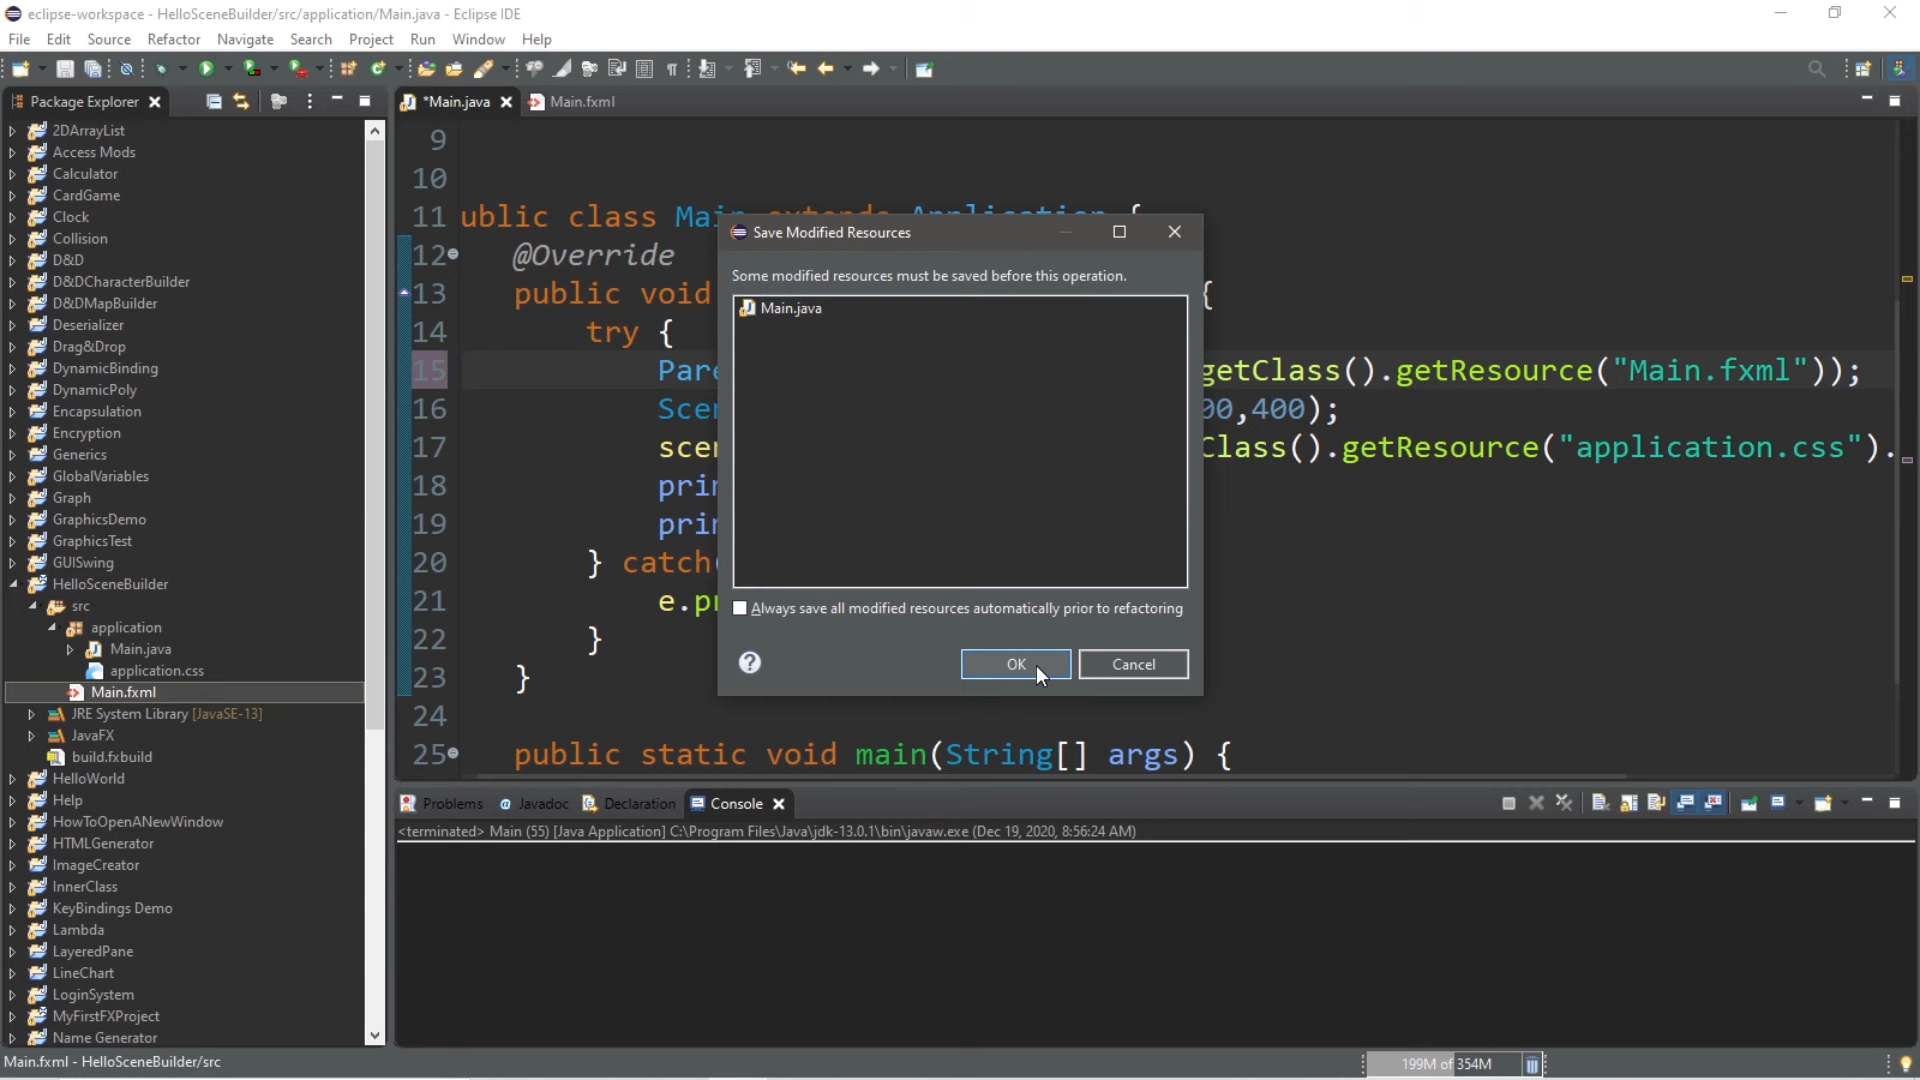 eclipse-workspace - HelloSceneBuilder/src/application/Main.java - Eclipse IDE
File Edit Source Refactor Navigate Search Project Run Window Help
Package Explorer
*Main.java
Main.fxml
2DArrayList
Access Mods
Calculator
CardGame
Clock
Collision
D&D
D&DCharacterBuilder
D&DMapBuilder
Deserializer
Drag&Drop
DynamicBinding
DynamicPoly
Encapsulation
Encryption
Generics
GlobalVariables
Graph
GraphicsDemo
GraphicsTest
GUISwing
HelloSceneBuilder
src
application
Main.java
application.css
Main.fxml
JRE System Library [JavaSE-13]
JavaFX
build.fxbuild
HelloWorld
Help
HowToOpenANewWindow
HTMLGenerator
ImageCreator
InnerClass
KeyBindings Demo
Lambda
LayeredPane
LineChart
LoginSystem
MyFirstFXProject
Name Generator
9
10
11 ublic class Main extends Application {
12 @Override
13 public void {
14 try {
15 Pare getClass().getResource("Main.fxml"));
16 Scen 00,400);
17 scen Class().getResource("application.css").
18 prim
19 prim
20 } catch(
21 e.pr
22 }
23 }
24
25 public static void main(String[] args) {
Save Modified Resources
Some modified resources must be saved before this operation.
Main.java
Always save all modified resources automatically prior to refactoring
OK
Cancel
Problems Javadoc Declaration Console
<terminated> Main (55) [Java Application] C:\Program Files\Java\jdk-13.0.1\bin\javaw.exe (Dec 19, 2020, 8:56:24 AM)
Main.fxml - HelloSceneBuilder/src
199M of 354M